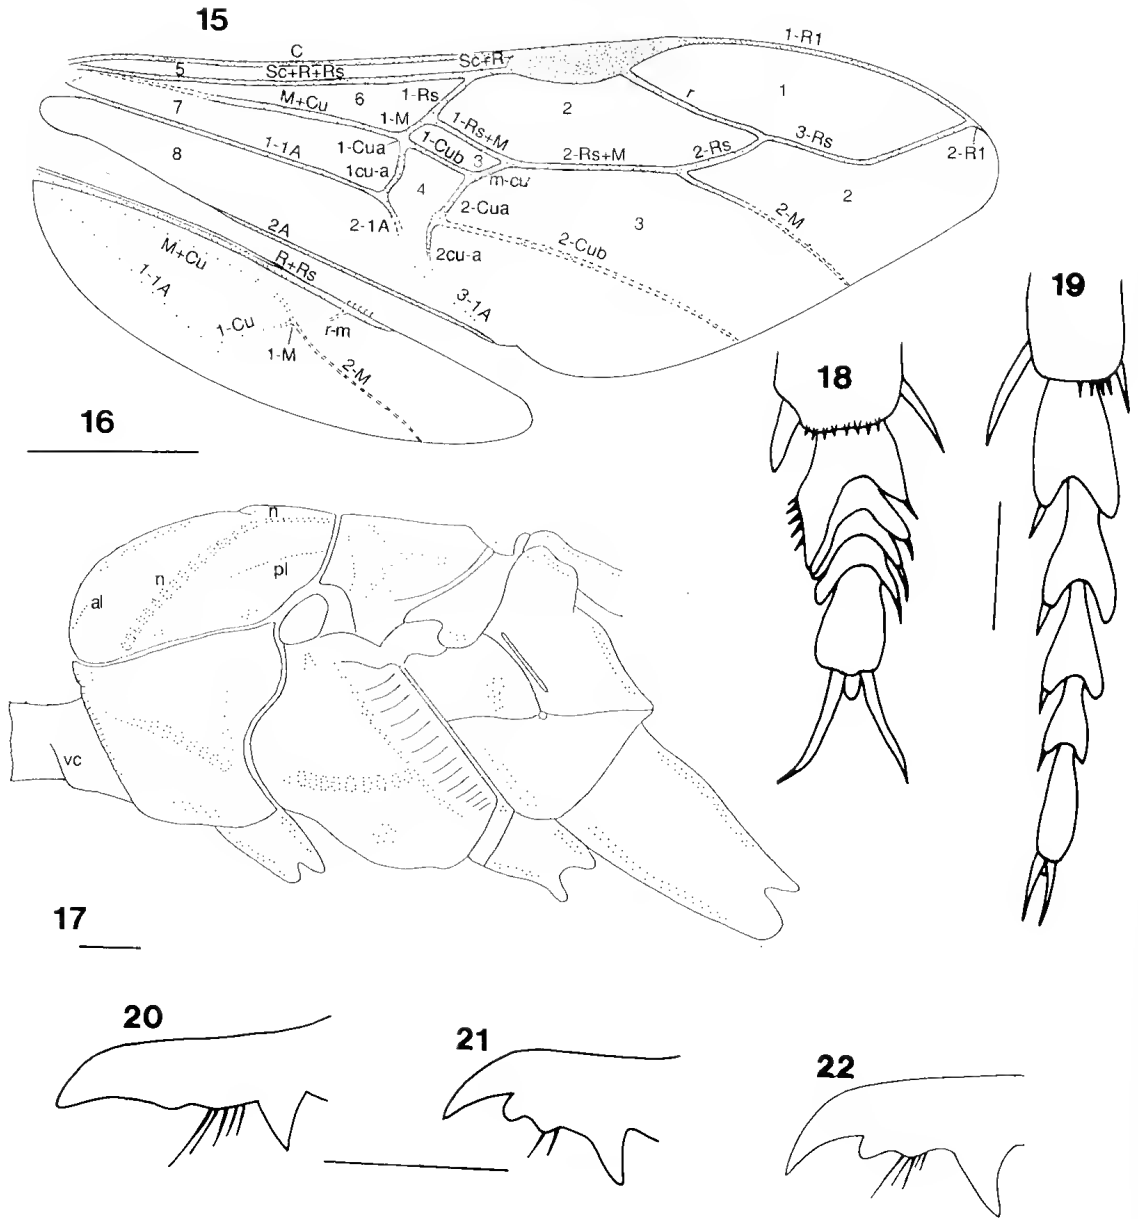 15
C
1-R1
Sc+R
5
Sc+R+Rs
1
r
6
1-Rs
2
M+Cu
7
1-M
1-Rs+M
3-Rs
1-1A
1-Cua
1-Cub
3
2-Rs+M
2-Rs
2-R1
8
1cu-a
4
m-cu
2
2-Cua
3
2-M
2A
2-1A
2-Cub
M+Cu
R+Rs
2cu-a
1-1A
3-1A
1-Cu
r-m
1-M
2-M
16
19
18
n
n
pl
al
vc
17
20
21
22